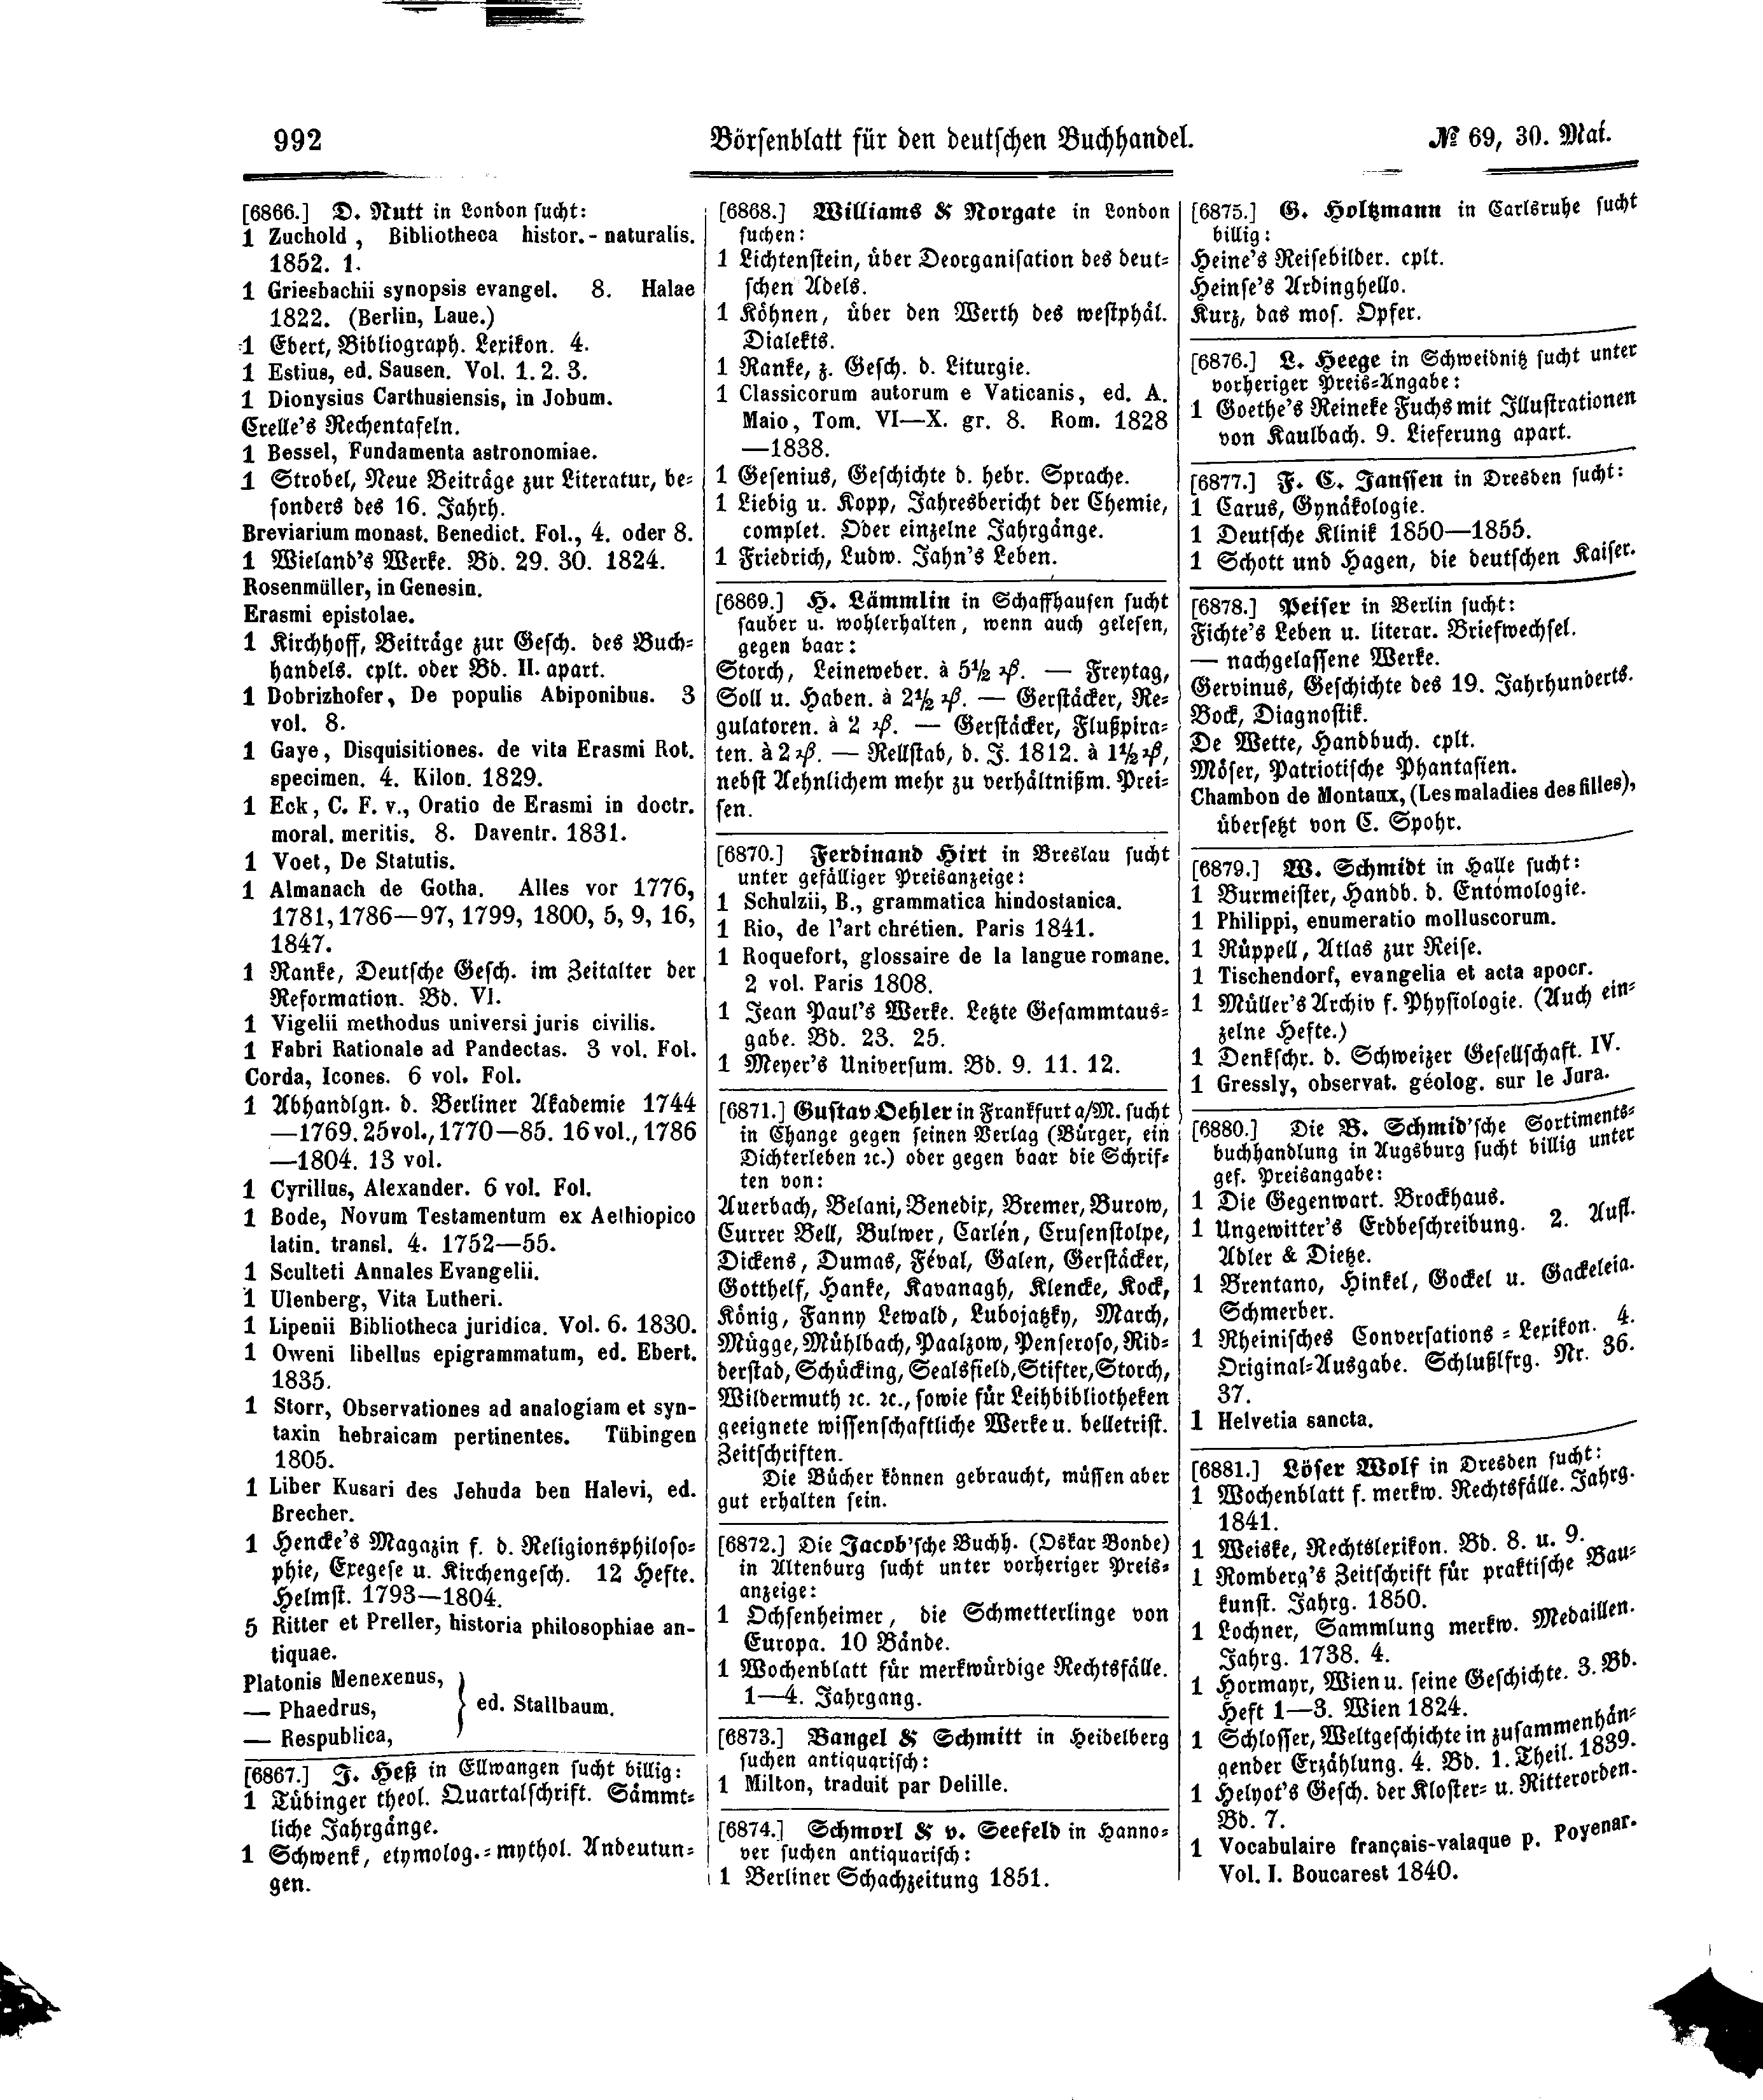 992
Börsenblatt für den deutschen Buchhandel.
№ 69, 30. Mai.
[6866.] D. Nutt in London sucht:
1 Zuchold, Bibliotheca histor.-naturalis.
1852. 1.
1 Griesbachii synopsis evangel. 8. Halae
1822. (Berlin, Laue.)
1 Ebert, Bibliograph. Lexikon. 4.
1 Estius, ed. Sausen. Vol. 1. 2. 3.
1 Dionysius Carthusiensis, in Jobum.
Crelle's Rechentafeln.
1 Bessel, Fundamenta astronomiae.
1 Strobel, Neue Beiträge zur Literatur, be-
sonders des 16. Jahrh.
Breviarium monast. Benedict. Fol., 4. oder 8.
1 Wieland's Werke. Bd. 29. 30. 1824.
Rosenmüller, in Genesin.
Erasmi epistolae.
1 Kirchhoff, Beiträge zur Gesch. des Buch-
handels. cplt. oder Bd. II. apart.
1 Dobrizhofer, De populis Abiponibus. 3
vol. 8.
1 Gaye, Disquisitiones. de vita Erasmi Rot.
specimen. 4. Kilon. 1829.
1 Eck, C. F. v., Oratio de Erasmi in doctr.
moral. meritis. 8. Daventr. 1831.
1 Voet, De Statutis.
1 Almanach de Gotha. Alles vor 1776,
1781, 1786—97, 1799, 1800, 5, 9, 16,
1847.
1 Ranke, Deutsche Gesch. im Zeitalter der
Reformation. Bd. VI.
1 Vigelii methodus universi juris civilis.
1 Fabri Rationale ad Pandectas. 3 vol. Fol.
Corda, Icones. 6 vol. Fol.
1 Abhandlgn. d. Berliner Akademie 1744
—1769. 25 vol., 1770—85. 16 vol., 1786
—1804. 13 vol.
1 Cyrillus, Alexander. 6 vol. Fol.
1 Bode, Novum Testamentum ex Aethiopico
latin. transl. 4. 1752—55.
1 Sculteti Annales Evangelii.
1 Ulenberg, Vita Lutheri.
1 Lipenii Bibliotheca juridica. Vol. 6. 1830.
1 Oweni libellus epigrammatum, ed. Ebert.
1835.
1 Storr, Observationes ad analogiam et syn-
taxin hebraicam pertinentes. Tübingen
1805.
1 Liber Kusari des Jehuda ben Halevi, ed.
Brecher.
1 Hencke's Magazin f. d. Religionsphiloso-
phie, Exegese u. Kirchengesch. 12 Hefte.
Helmst. 1793—1804.
5 Ritter et Preller, historia philosophiae an-
tiquae.
Platonis Menexenus,
— Phaedrus,
— Respublica,
} ed. Stallbaum.
[6867.] J. Heß in Ellwangen sucht billig:
1 Tübinger theol. Quartalschrift. Sämmt-
liche Jahrgänge.
1 Schwenk, etymolog.-mythol. Andeutun-
gen.
[6868.] Williams & Norgate in London
suchen:
1 Lichtenstein, über Deorganisation des deut-
schen Adels.
1 Köhnen, über den Werth des westphäl.
Dialekts.
1 Ranke, z. Gesch. d. Liturgie.
1 Classicorum autorum e Vaticanis, ed. A.
Maio, Tom. VI—X. gr. 8. Rom. 1828
—1838.
1 Gesenius, Geschichte d. hebr. Sprache.
1 Liebig u. Kopp, Jahresbericht der Chemie,
complet. Oder einzelne Jahrgänge.
1 Friedrich, Ludw. Jahn's Leben.
[6869.] H. Lämmlin in Schaffhausen sucht
sauber u. wohlerhalten, wenn auch gelesen,
gegen baar:
Storch, Leineweber. à 5½ ₰. — Freytag,
Soll u. Haben. à 2½ ₰. — Gerstäcker, Re-
gulatoren. à 2 ₰. — Gerstäcker, Flußpira-
ten. à 2 ₰. — Rellstab, d. J. 1812. à 1½ ₰,
nebst Aehnlichem mehr zu verhältnißm. Prei-
sen.
[6870.] Ferdinand Hirt in Breslau sucht
unter gefälliger Preisanzeige:
1 Schulzii, B., grammatica hindostanica.
1 Rio, de l'art chrétien. Paris 1841.
1 Roquefort, glossaire de la langue romane.
2 vol. Paris 1808.
1 Jean Paul's Werke. Letzte Gesammtaus-
gabe. Bd. 23. 25.
1 Meyer's Universum. Bd. 9. 11. 12.
[6871.] Gustav Oehler in Frankfurt a/M. sucht
in Change gegen seinen Verlag (Bürger, ein
Dichterleben ꝛc.) oder gegen baar die Schrif-
ten von:
Auerbach, Belani, Benedix, Bremer, Burow,
Currer Bell, Bulwer, Carlén, Crusenstolpe,
Dickens, Dumas, Féval, Galen, Gerstäcker,
Gotthelf, Hanke, Kavanagh, Klencke, Kock,
König, Fanny Lewald, Lubojatzky, March,
Mügge, Mühlbach, Paalzow, Penseroso, Rid-
derstad, Schücking, Sealsfield, Stifter, Storch,
Wildermuth ꝛc. ꝛc., sowie für Leihbibliotheken
geeignete wissenschaftliche Werke u. belletrist.
Zeitschriften.
Die Bücher können gebraucht, müssen aber
gut erhalten sein.
[6872.] Die Jacob'sche Buchh. (Oskar Bonde)
in Altenburg sucht unter vorheriger Preis-
anzeige:
1 Ochsenheimer, die Schmetterlinge von
Europa. 10 Bände.
1 Wochenblatt für merkwürdige Rechtsfälle.
1—4. Jahrgang.
[6873.] Bangel & Schmitt in Heidelberg
suchen antiquarisch:
1 Milton, traduit par Delille.
[6874.] Schmorl & v. Seefeld in Hanno-
ver suchen antiquarisch:
1 Berliner Schachzeitung 1851.
[6875.] G. Holtzmann in Carlsruhe sucht
billig:
Heine's Reisebilder. cplt.
Heinse's Ardinghello.
Kurz, das mos. Opfer.
[6876.] L. Heege in Schweidnitz sucht unter
vorheriger Preis-Angabe:
1 Goethe's Reineke Fuchs mit Illustrationen
von Kaulbach. 9. Lieferung apart.
[6877.] F. C. Janssen in Dresden sucht:
1 Carus, Gynäkologie.
1 Deutsche Klinik 1850—1855.
1 Schott und Hagen, die deutschen Kaiser.
[6878.] Peiser in Berlin sucht:
Fichte's Leben u. literar. Briefwechsel.
— nachgelassene Werke.
Gervinus, Geschichte des 19. Jahrhunderts.
Bock, Diagnostik.
De Wette, Handbuch. cplt.
Möser, Patriotische Phantasien.
Chambon de Montaux, (Les maladies des filles),
übersetzt von C. Spohr.
[6879.] W. Schmidt in Halle sucht:
1 Burmeister, Handb. d. Entomologie.
1 Philippi, enumeratio molluscorum.
1 Rüppell, Atlas zur Reise.
1 Tischendorf, evangelia et acta apocr.
1 Müller's Archiv f. Physiologie. (Auch ein-
zelne Hefte.)
1 Denkschr. d. Schweizer Gesellschaft. IV.
1 Gressly, observat. géolog. sur le Jura.
[6880.] Die B. Schmid'sche Sortiments-
buchhandlung in Augsburg sucht billig unter
gef. Preisangabe:
1 Die Gegenwart. Brockhaus.
1 Ungewitter's Erdbeschreibung. 2. Aufl.
Adler & Dietze.
1 Brentano, Hinkel, Gockel u. Gackeleia.
Schmerber.
1 Rheinisches Conversations-Lexikon. 4.
Original-Ausgabe. Schlußlfrg. Nr. 36.
37.
1 Helvetia sancta.
[6881.] Löser Wolf in Dresden sucht:
1 Wochenblatt f. merkw. Rechtsfälle. Jahrg.
1841.
1 Weiske, Rechtslexikon. Bd. 8. u. 9.
1 Romberg's Zeitschrift für praktische Bau-
kunst. Jahrg. 1850.
1 Lochner, Sammlung merkw. Medaillen.
Jahrg. 1738. 4.
1 Hormayr, Wien u. seine Geschichte. 3. Bd.
Heft 1—3. Wien 1824.
1 Schlosser, Weltgeschichte in zusammenhän-
gender Erzählung. 4. Bd. 1. Theil. 1839.
1 Helyot's Gesch. der Kloster- u. Ritterorden.
Bd. 7.
1 Vocabulaire français-valaque p. Poyenar.
Vol. I. Boucarest 1840.